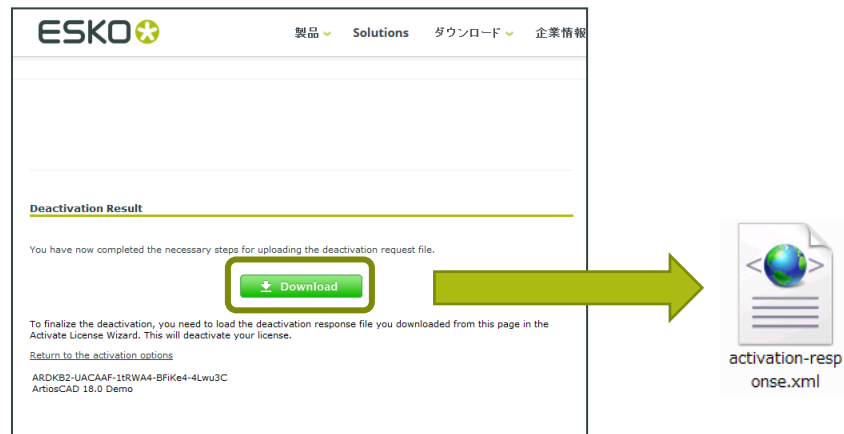 ESKO
製品 Solutions ダウンロード 企業情報
Deactivation Result
You have now completed the necessary steps for uploading the deactivation request file.
Download
To finalize the deactivation, you need to load the deactivation response file you downloaded from this page in the
Activate License Wizard. This will deactivate your license.
Return to the activation options
ARDKB2-UACAAF-1tRWA4-BFiKe4-4Lwu3C
ArtiosCAD 18.0 Demo
activation-resp
onse.xml